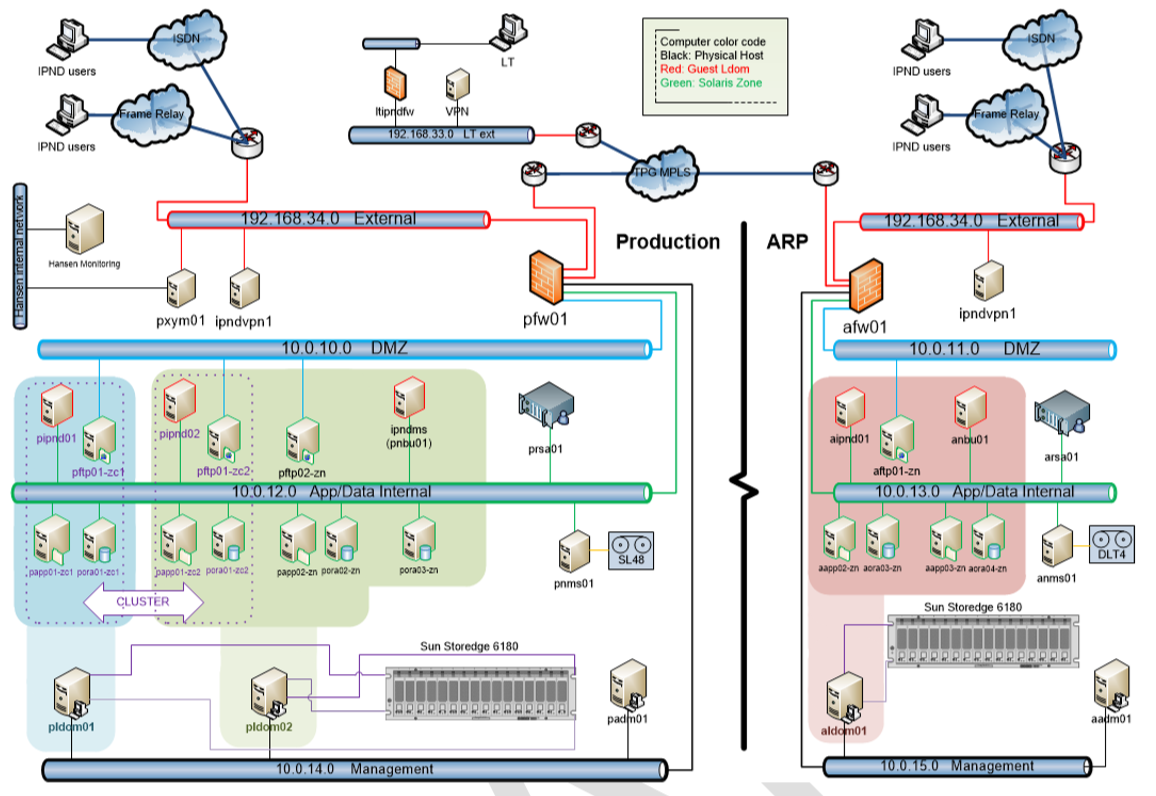 ISDN
IPND users
Frame Relay
IPND users
LT
ltipndfw
VPN
192.168.33.0 LT ext
Computer color code
Black: Physical Host
Red: Guest Ldom
Green: Solaris Zone
ISDN
IPND users
Frame Relay
IPND users
TPG MPLS
Hansen internal network
Hansen Monitoring
192.168.34.0 External
pxym01
ipndvpn1
pfw01
Production
ARP
192.168.34.0 External
afw01
ipndvpn1
10.0.10.0 DMZ
10.0.11.0 DMZ
pipnd01
pftp01-zc1
pipnd02
pftp01-zc2
pftp02-zn
ipndms
(pnbu01)
prsa01
aipnd01
aftp01-zn
anbu01
arsa01
10.0.12.0 App/Data Internal
10.0.13.0 App/Data Internal
papp01-zc1
pora01-zc1
papp01-zc2
pora01-zc2
papp02-zn
pora02-zn
pora03-zn
pnms01
SL48
aapp02-zn
aora03-zn
aapp03-zn
aora04-zn
anms01
DLT4
CLUSTER
Sun Storedge 6180
Sun Storedge 6180
pldom01
pldom02
padm01
aldom01
aadm01
10.0.14.0 Management
10.0.15.0 Management